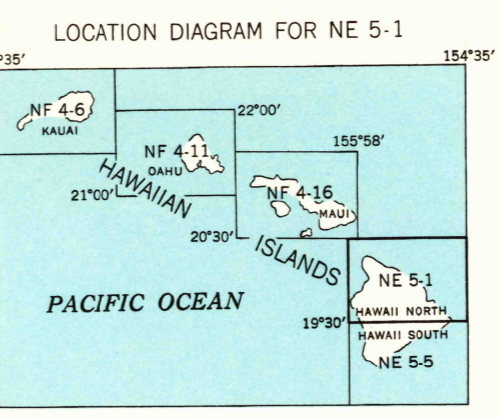 LOCATION DIAGRAM FOR NE 5-1
°35′
154°35′
NF 4-6
KAUAI
22°00′
NF 4-11
OAHU
155°58′
21°00′
NF 4-16
MAUI
20°30′
HAWAIIAN
ISLANDS
PACIFIC OCEAN
NE 5-1
HAWAII NORTH
19°30′
HAWAII SOUTH
NE 5-5